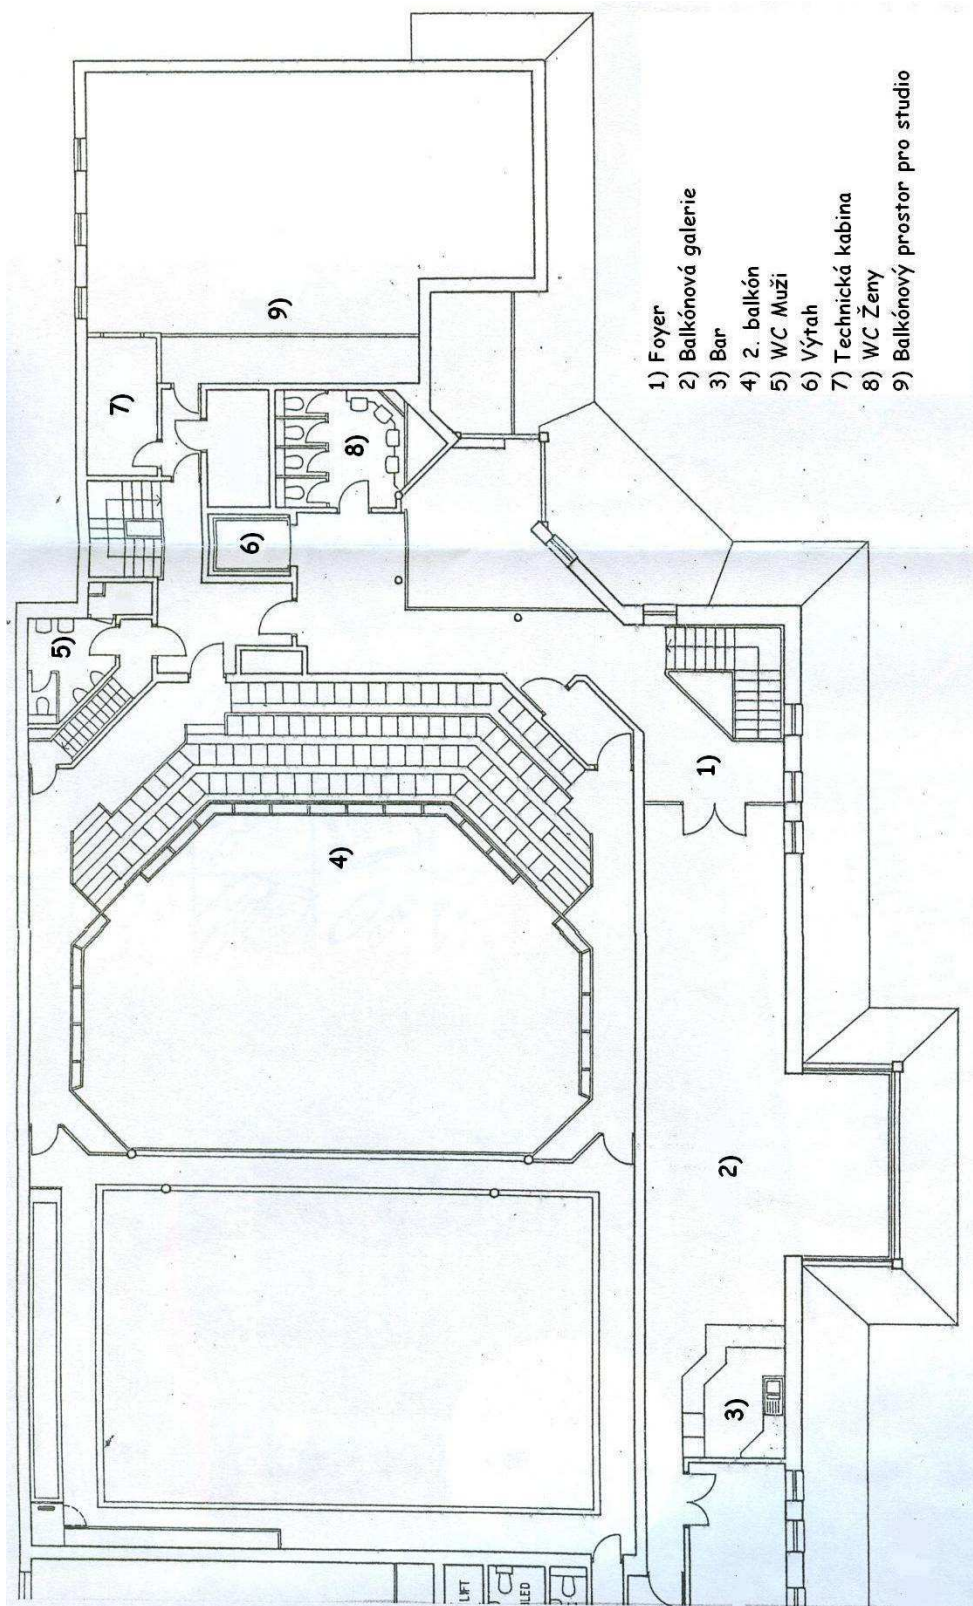 1) Foyer
2) Balkónová galerie
3) Bar
4) 2. balkón
5) WC Muži
6) Výtah
7) Technická kabina
8) WC Ženy
9) Balkónový prostor pro studio
7)
9)
8)
6)
5)
4)
1)
2)
3)
LIFT